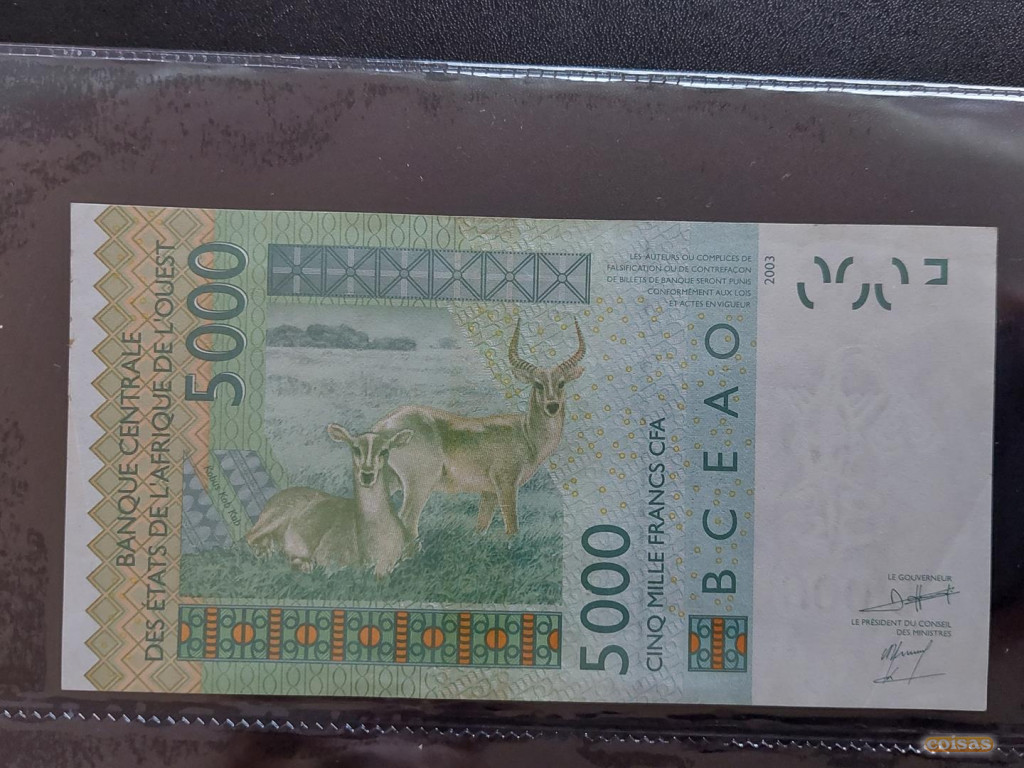 BANQUE CENTRALE
DES ETATS DE L'AFRIQUE DE L'OUEST
5000
LES AUTEURS OU COMPLICES DE
FALSIFICATION OU DE CONTREFAÇON
DE BILLETS DE BANQUE SERONT PUNIS
CONFORMÉMENT AUX LOIS
ET ACTES EN VIGUEUR
2003
5000
CINQ MILLE FRANCS CFA
BCEAO
LE GOUVERNEUR
LE PRÉSIDENT DU CONSEIL
DES MINISTRES
coisas